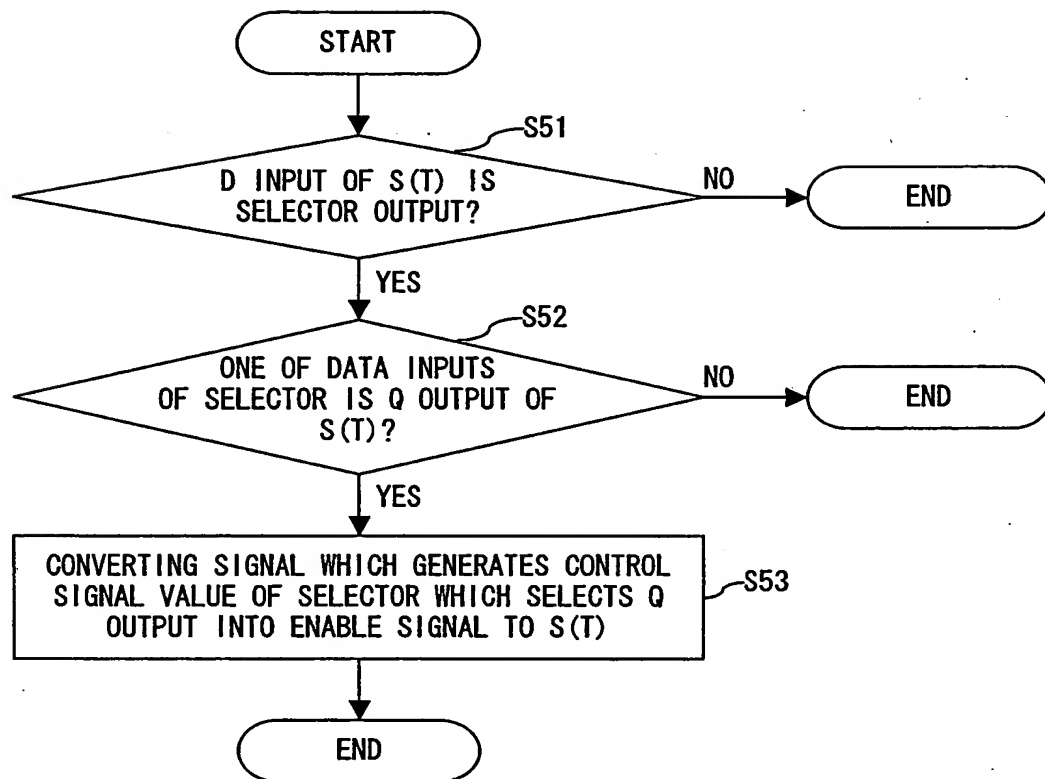 START
S51
D INPUT OF S(T) IS
SELECTOR OUTPUT?
NO
END
YES
S52
ONE OF DATA INPUTS
OF SELECTOR IS Q OUTPUT OF
S(T)?
NO
END
YES
CONVERTING SIGNAL WHICH GENERATES CONTROL
SIGNAL VALUE OF SELECTOR WHICH SELECTS Q
OUTPUT INTO ENABLE SIGNAL TO S(T)
S53
END